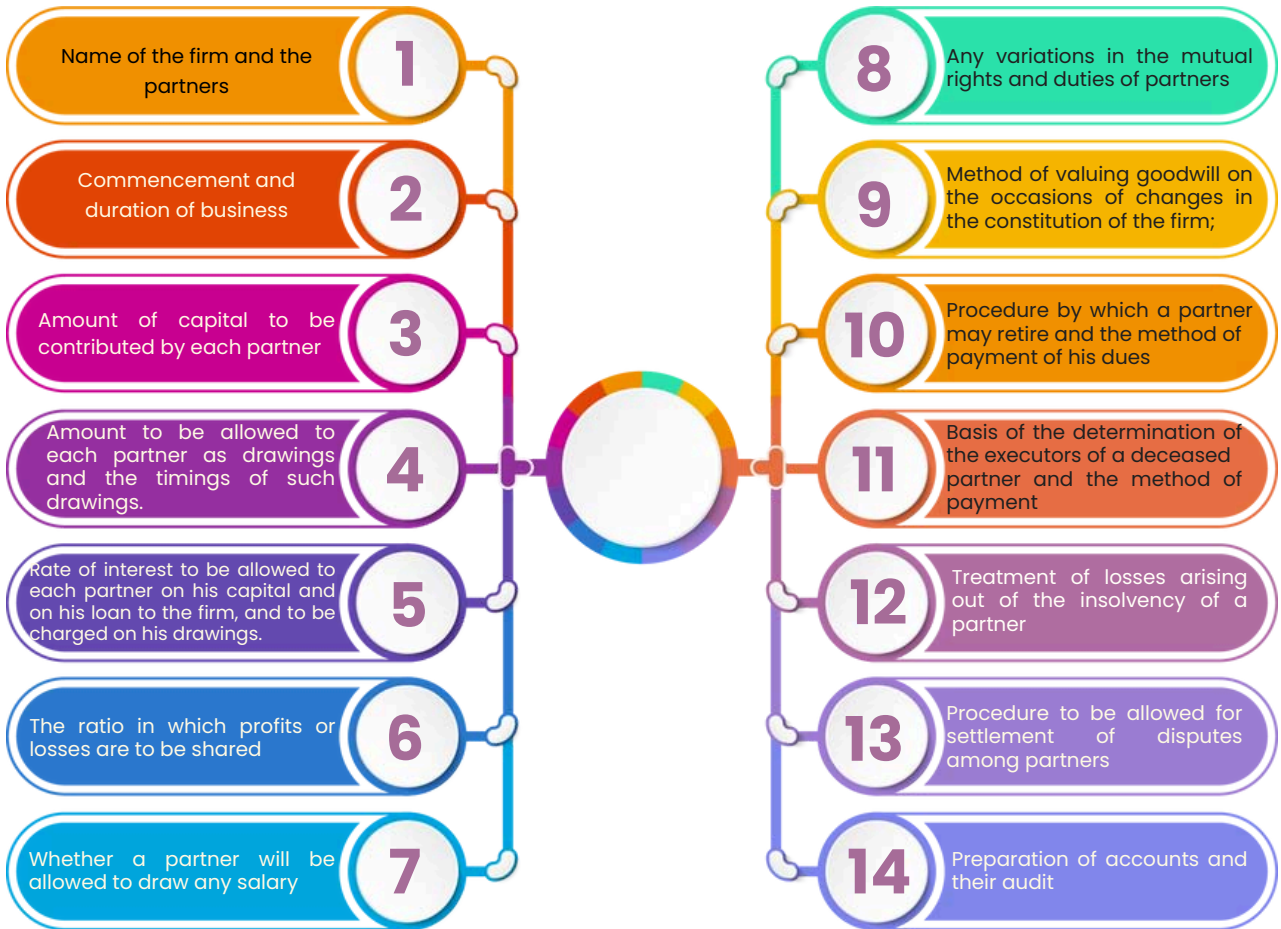 1
Name of the firm and the
partners
2
Commencement and
duration of business
3
Amount of capital to be
contributed by each partner
4
Amount to be allowed to
each partner as drawings
and the timings of such
drawings.
5
Rate of interest to be allowed to
each partner on his capital and
on his loan to the firm, and to be
charged on his drawings.
6
The ratio in which profits or
losses are to be shared
7
Whether a partner will be
allowed to draw any salary
8
Any variations in the mutual
rights and duties of partners
9
Method of valuing goodwill on
the occasions of changes in
the constitution of the firm;
10
Procedure by which a partner
may retire and the method of
payment of his dues
11
Basis of the determination of
the executors of a deceased
partner and the method of
payment
12
Treatment of losses arising
out of the insolvency of a
partner
13
Procedure to be allowed for
settlement of disputes
among partners
14
Preparation of accounts and
their audit